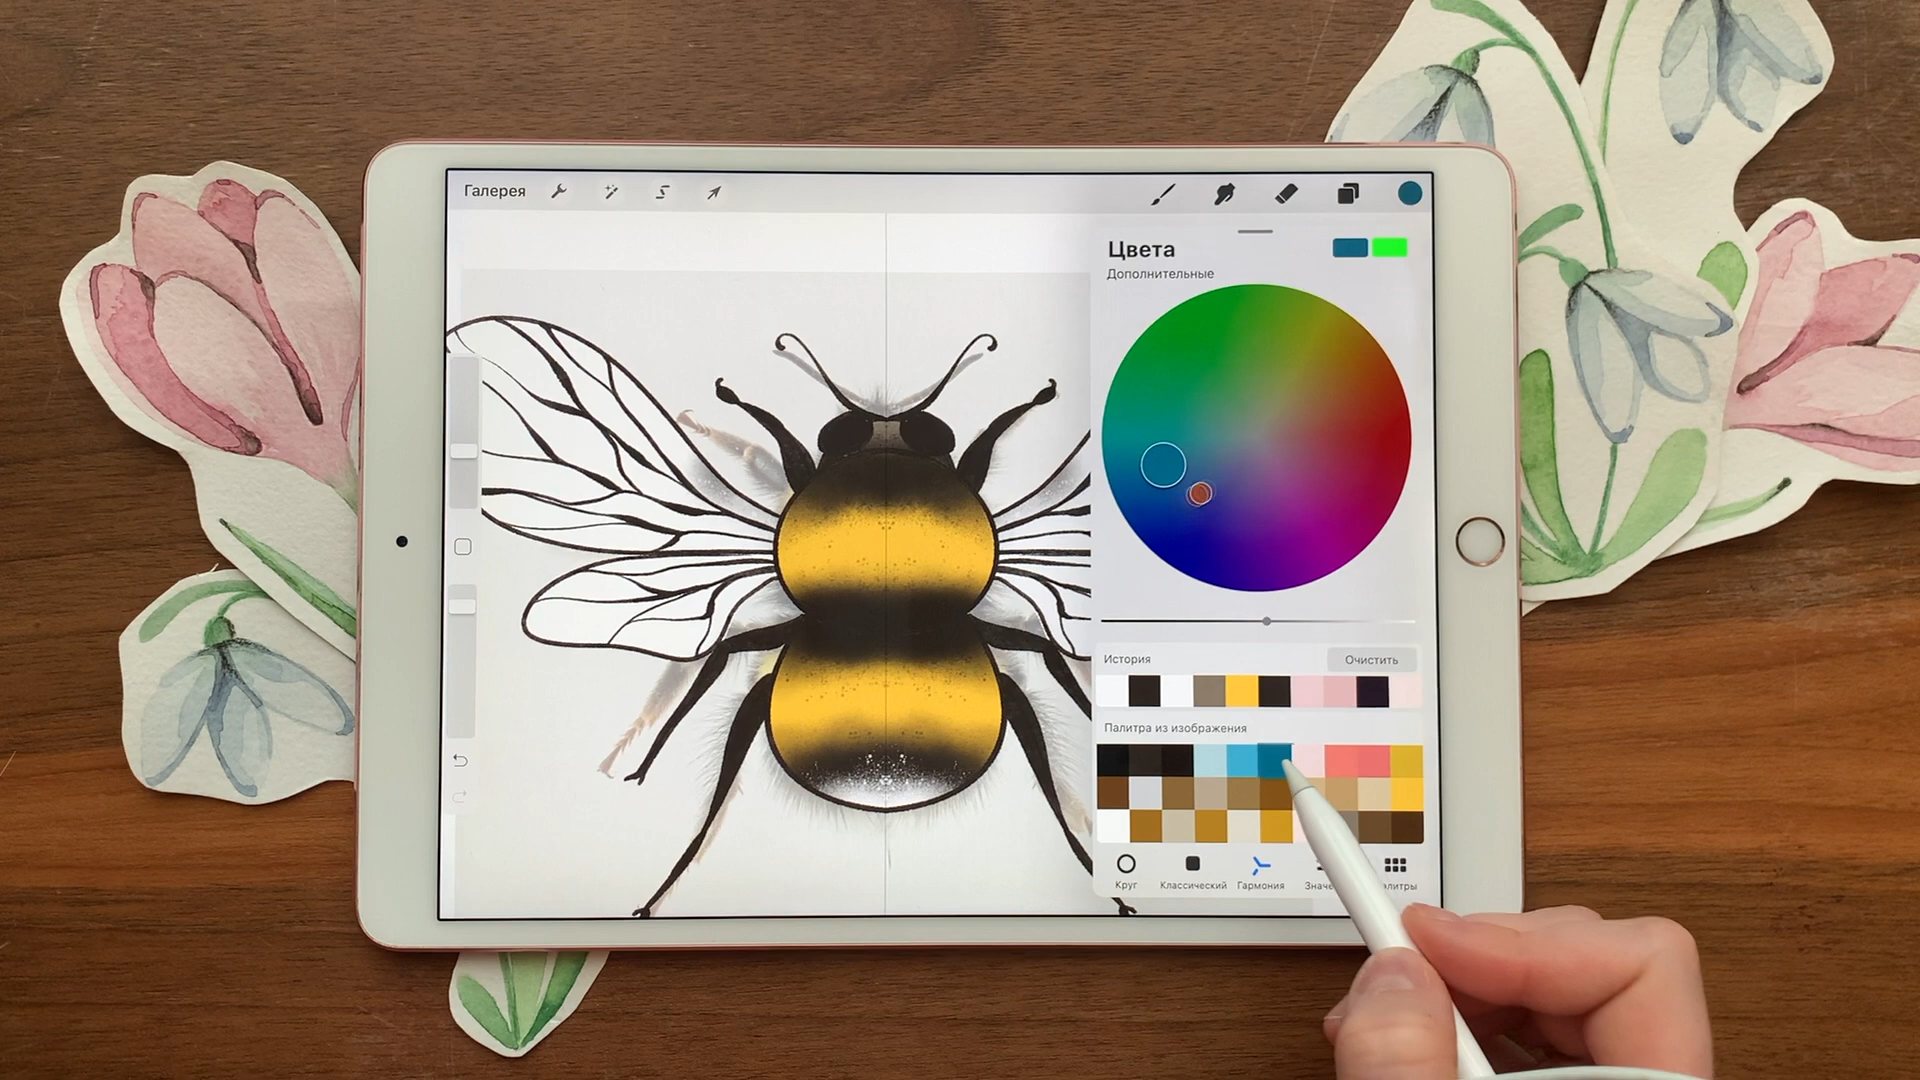 Галерея
Цвета
Дополнительные
История
Очистить
Палитра из изображения
Круг
Классический
Гармония